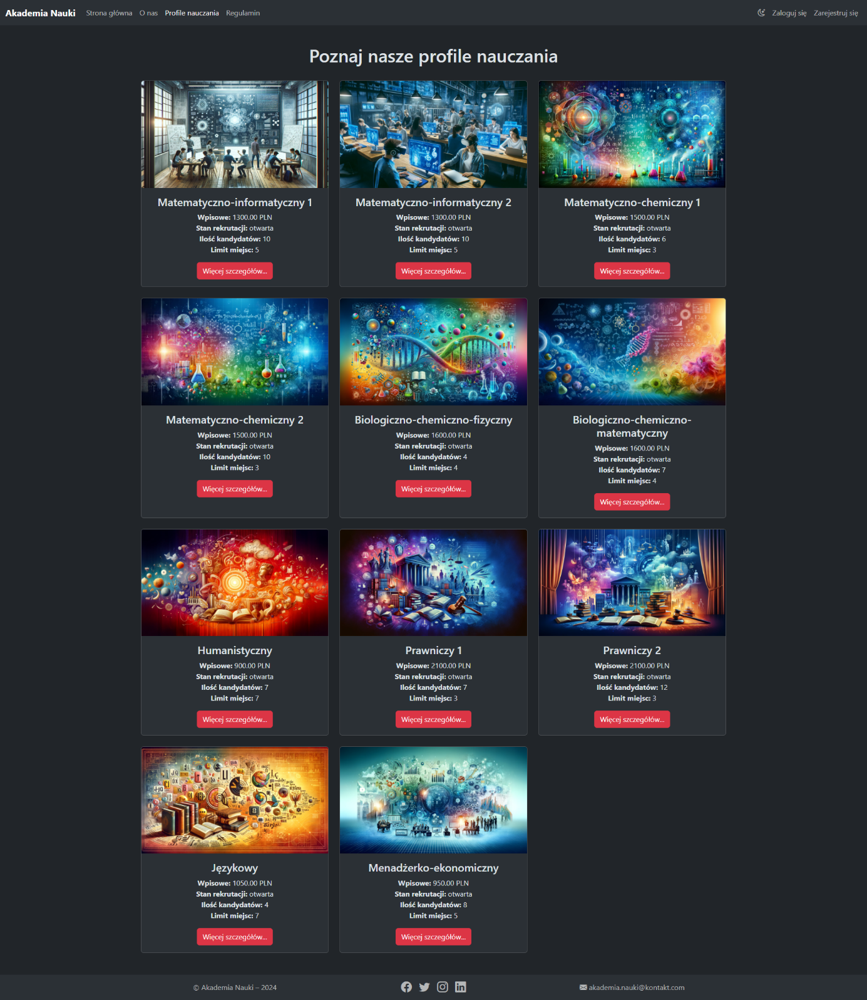 Akademia Nauki Strona główna O nas Profile nauczania Regulamin Zaloguj się Zarejestruj się
Poznaj nasze profile nauczania
Matematyczno-informatyczny 1
Wpisowe: 1300.00 PLN
Stan rekrutacji: otwarta
Ilość kandydatów: 10
Limit miejsc: 5
Więcej szczegółów...
Matematyczno-informatyczny 2
Wpisowe: 1300.00 PLN
Stan rekrutacji: otwarta
Ilość kandydatów: 10
Limit miejsc: 5
Więcej szczegółów...
Matematyczno-chemiczny 1
Wpisowe: 1500.00 PLN
Stan rekrutacji: otwarta
Ilość kandydatów: 6
Limit miejsc: 3
Więcej szczegółów...
Matematyczno-chemiczny 2
Wpisowe: 1500.00 PLN
Stan rekrutacji: otwarta
Ilość kandydatów: 10
Limit miejsc: 3
Więcej szczegółów...
Biologiczno-chemiczno-fizyczny
Wpisowe: 1600.00 PLN
Stan rekrutacji: otwarta
Ilość kandydatów: 4
Limit miejsc: 4
Więcej szczegółów...
Biologiczno-chemiczno-
matematyczny
Wpisowe: 1600.00 PLN
Stan rekrutacji: otwarta
Ilość kandydatów: 7
Limit miejsc: 4
Więcej szczegółów...
Humanistyczny
Wpisowe: 900.00 PLN
Stan rekrutacji: otwarta
Ilość kandydatów: 7
Limit miejsc: 7
Więcej szczegółów...
Prawniczy 1
Wpisowe: 2100.00 PLN
Stan rekrutacji: otwarta
Ilość kandydatów: 7
Limit miejsc: 3
Więcej szczegółów...
Prawniczy 2
Wpisowe: 2100.00 PLN
Stan rekrutacji: otwarta
Ilość kandydatów: 12
Limit miejsc: 3
Więcej szczegółów...
Językowy
Wpisowe: 1050.00 PLN
Stan rekrutacji: otwarta
Ilość kandydatów: 4
Limit miejsc: 7
Więcej szczegółów...
Menadżerko-ekonomiczny
Wpisowe: 950.00 PLN
Stan rekrutacji: otwarta
Ilość kandydatów: 8
Limit miejsc: 5
Więcej szczegółów...
© Akademia Nauki – 2024 akademia.nauki@kontakt.com